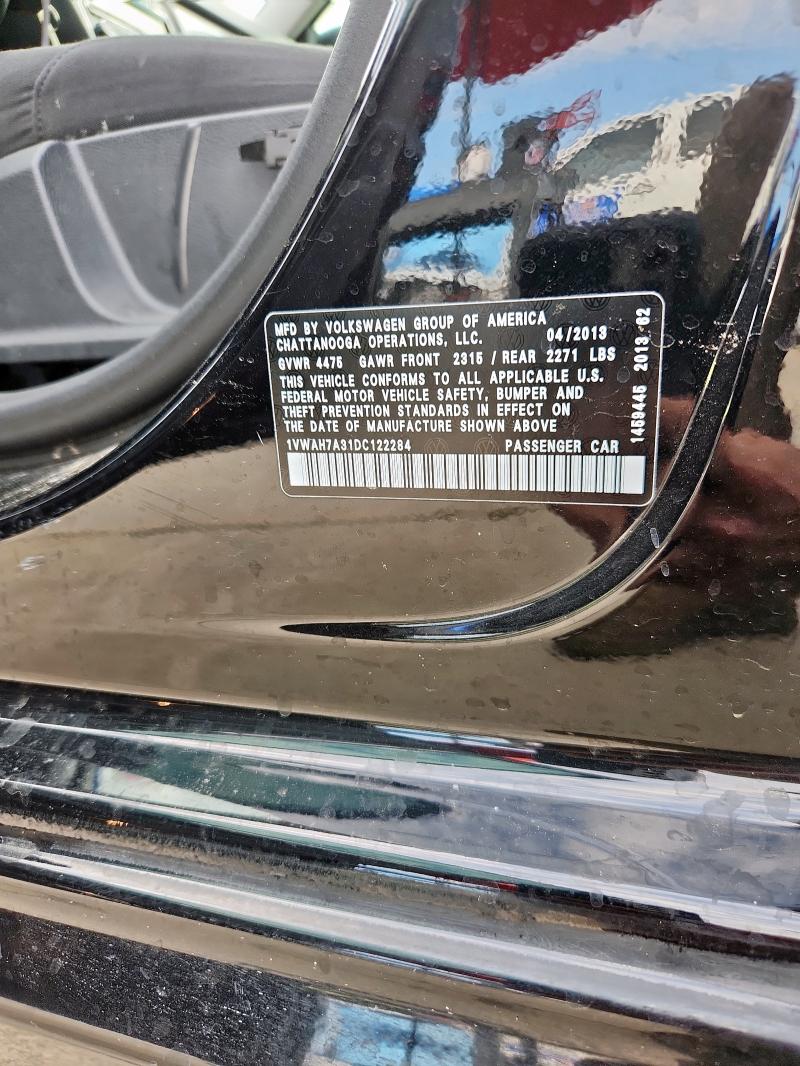 MFD BY VOLKSWAGEN GROUP OF AMERICA
CHATTANOOGA OPERATIONS, LLC. 04/2013
GVWR 4475 GAWR FRONT 2315 / REAR 2271 LBS
THIS VEHICLE CONFORMS TO ALL APPLICABLE U.S.
FEDERAL MOTOR VEHICLE SAFETY, BUMPER AND
THEFT PREVENTION STANDARDS IN EFFECT ON
THE DATE OF MANUFACTURE SHOWN ABOVE
1VWAH7A31DC122284 PASSENGER CAR
1459445 2013 62